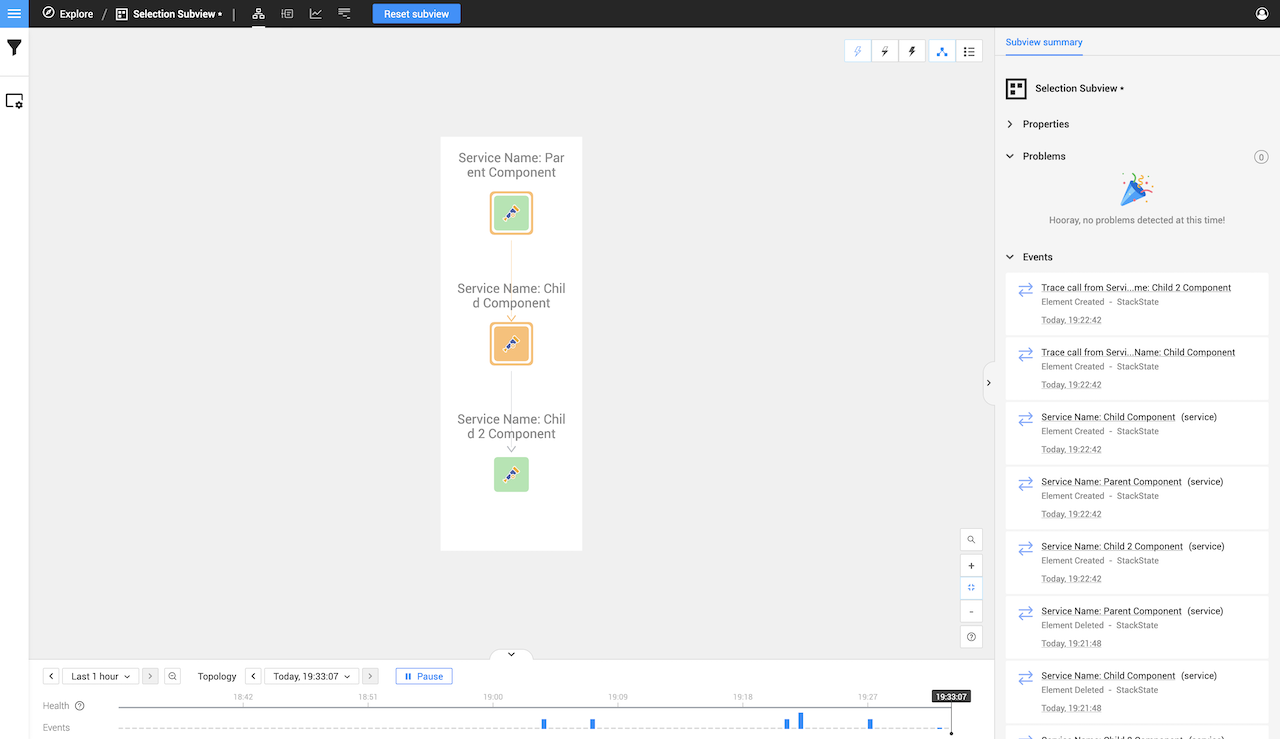 Explore / Selection Subview * | Reset subview
Subview summary
Selection Subview *
Properties
Problems 0
Hooray, no problems detected at this time!
Events
Trace call from Servi...me: Child 2 Component
Element Created - StackState
Today, 19:22:42
Trace call from Servi...Name: Child Component
Element Created - StackState
Today, 19:22:42
Service Name: Child Component (service)
Element Created - StackState
Today, 19:22:42
Service Name: Parent Component (service)
Element Created - StackState
Today, 19:22:42
Service Name: Child 2 Component (service)
Element Created - StackState
Today, 19:22:42
Service Name: Parent Component (service)
Element Deleted - StackState
Today, 19:21:48
Service Name: Child Component (service)
Element Deleted - StackState
Today, 19:21:48
Service Name: Par
ent Component
Service Name: Chil
d Component
Service Name: Chil
d 2 Component
+
-
Last 1 hour Topology Today, 19:33:07 Pause
18:42 18:51 19:00 19:09 19:18 19:27 19:33:07
Health
Events